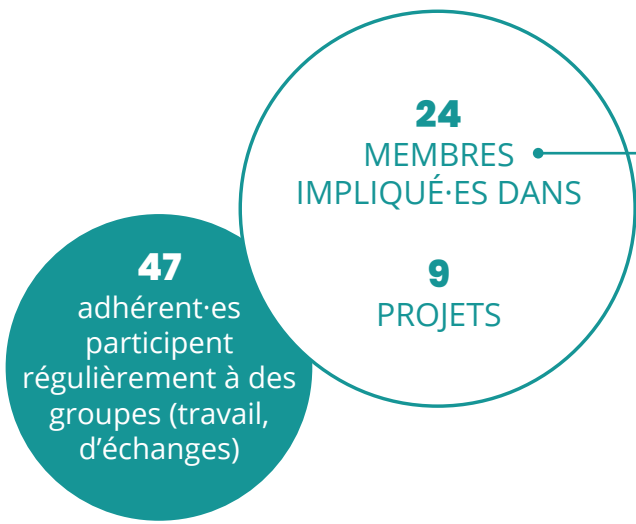 24
MEMBRES
IMPLIQUÉ·ES DANS
9
PROJETS
47
adhérent·es
participent
régulièrement à des
groupes (travail,
d’échanges)